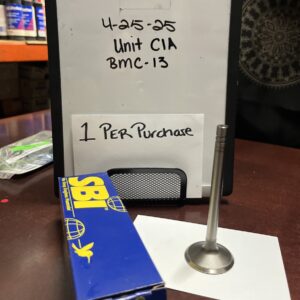 4-25-25
Unit C1A
BMC-13
1 PER PURCHASE
SBI